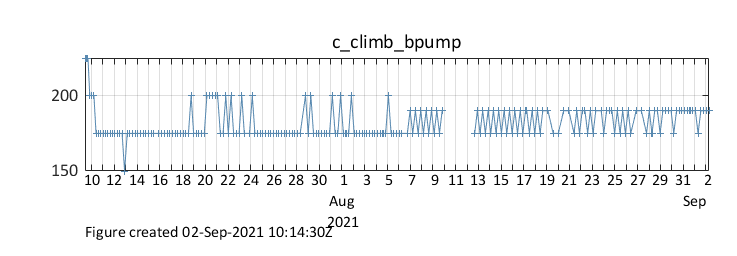 c_climb_bpump
200
150
10 12 14 16 18 20 22 24 26 28 30 1 3 5 7 9 11 13 15 17 19 21 23 25 27 29 31 2
Aug Sep
2021
Figure created 02-Sep-2021 10:14:30Z